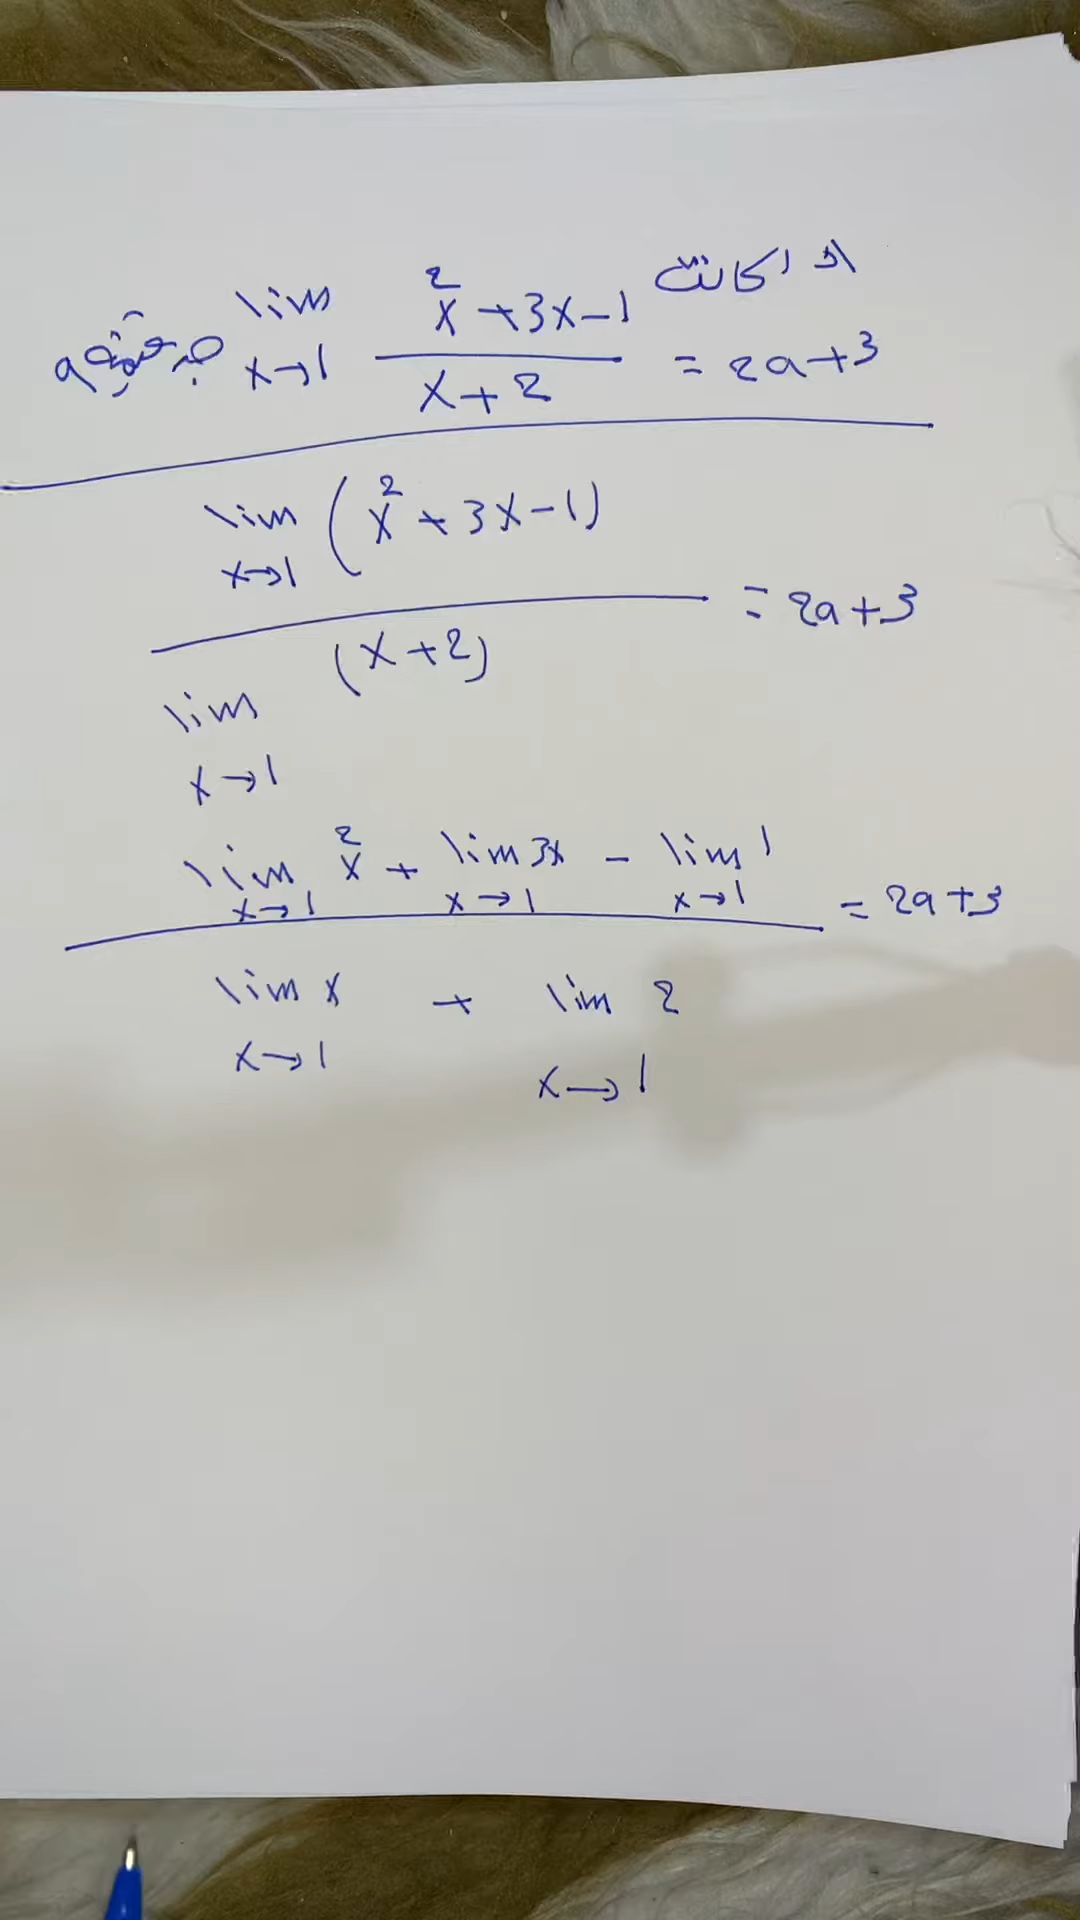 اذا كانت lim x→1 (x² + 3x − 1)/(x + 2) = 2a + 3 جد قيمة a
lim x→1 (x² + 3x − 1) / lim x→1 (x + 2) = 2a + 3
(lim x→1 x² + lim x→1 3x − lim x→1 1) / (lim x→1 x + lim x→1 2) = 2a + 3